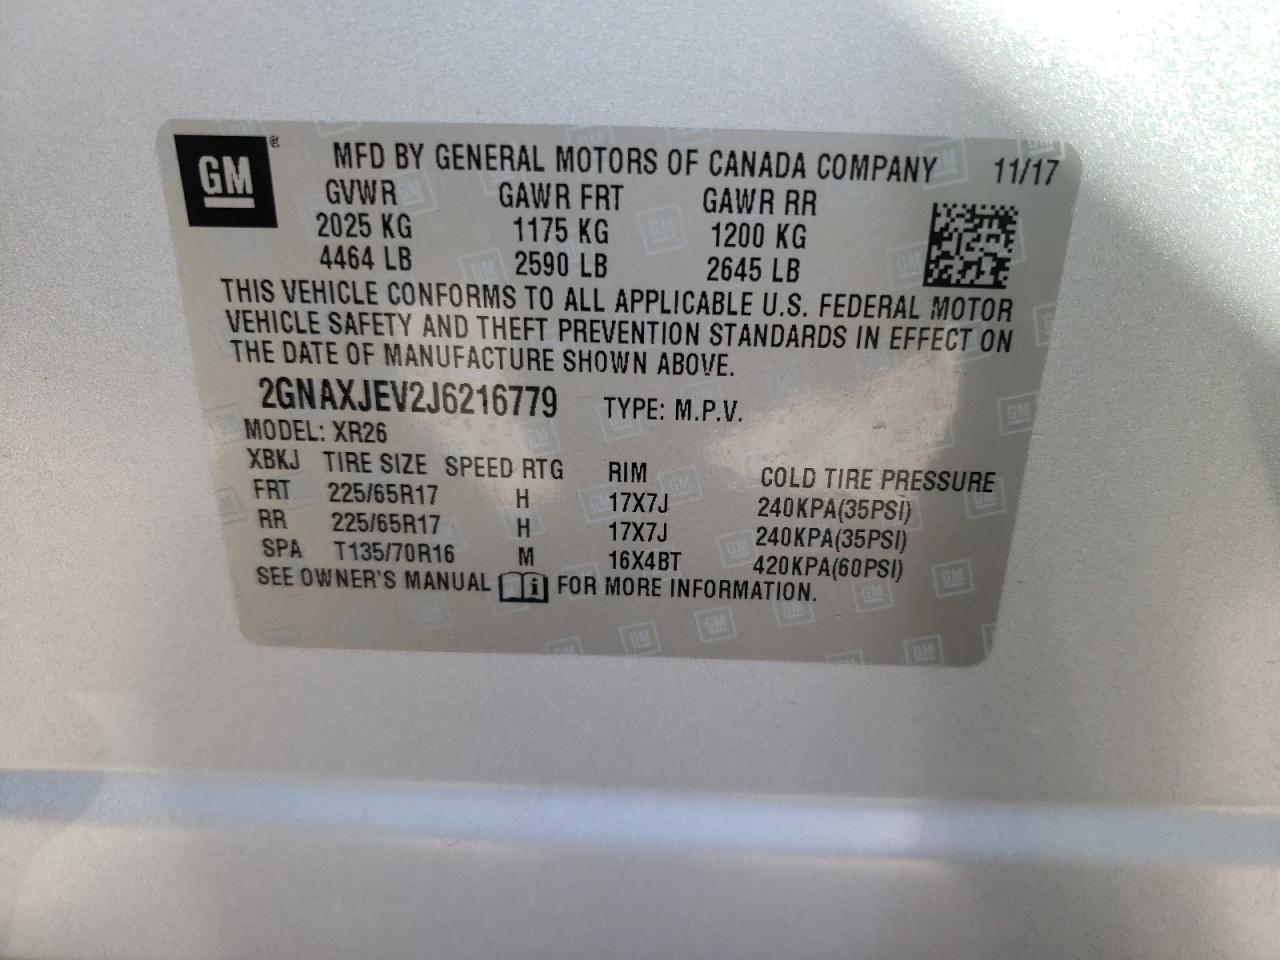 GM®
MFD BY GENERAL MOTORS OF CANADA COMPANY 11/17
GVWR GAWR FRT GAWR RR
2025 KG 1175 KG 1200 KG
4464 LB 2590 LB 2645 LB
THIS VEHICLE CONFORMS TO ALL APPLICABLE U.S. FEDERAL MOTOR
VEHICLE SAFETY AND THEFT PREVENTION STANDARDS IN EFFECT ON
THE DATE OF MANUFACTURE SHOWN ABOVE.
2GNAXJEV2J6216779 TYPE: M.P.V.
MODEL: XR26
XBKJ TIRE SIZE SPEED RTG RIM COLD TIRE PRESSURE
FRT 225/65R17 H 17X7J 240KPA(35PSI)
RR 225/65R17 H 17X7J 240KPA(35PSI)
SPA T135/70R16 M 16X4BT 420KPA(60PSI)
SEE OWNER'S MANUAL i FOR MORE INFORMATION.